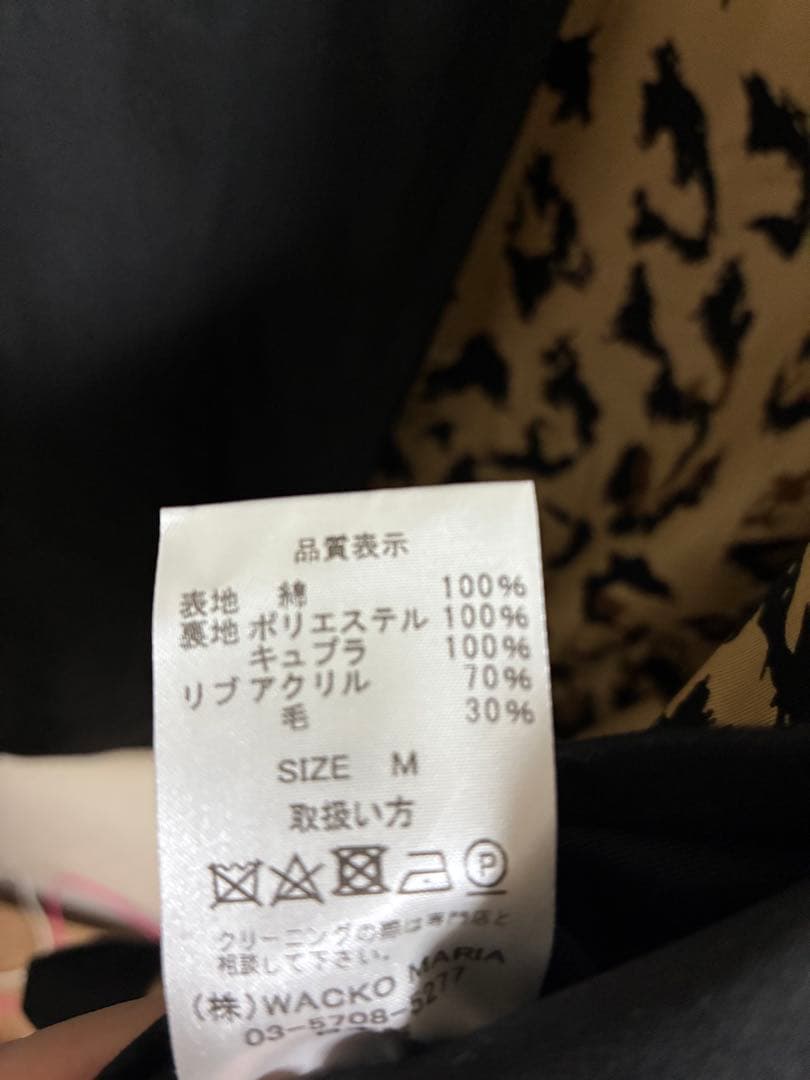 品質表示
表地 綿 100%
裏地 ポリエステル 100%
キュプラ 100%
リブ アクリル 70%
毛 30%
SIZE M
取扱い方
P
クリーニングの際は専門店と
相談して下さい。
(株)WACKO MARIA
03-5708-5277